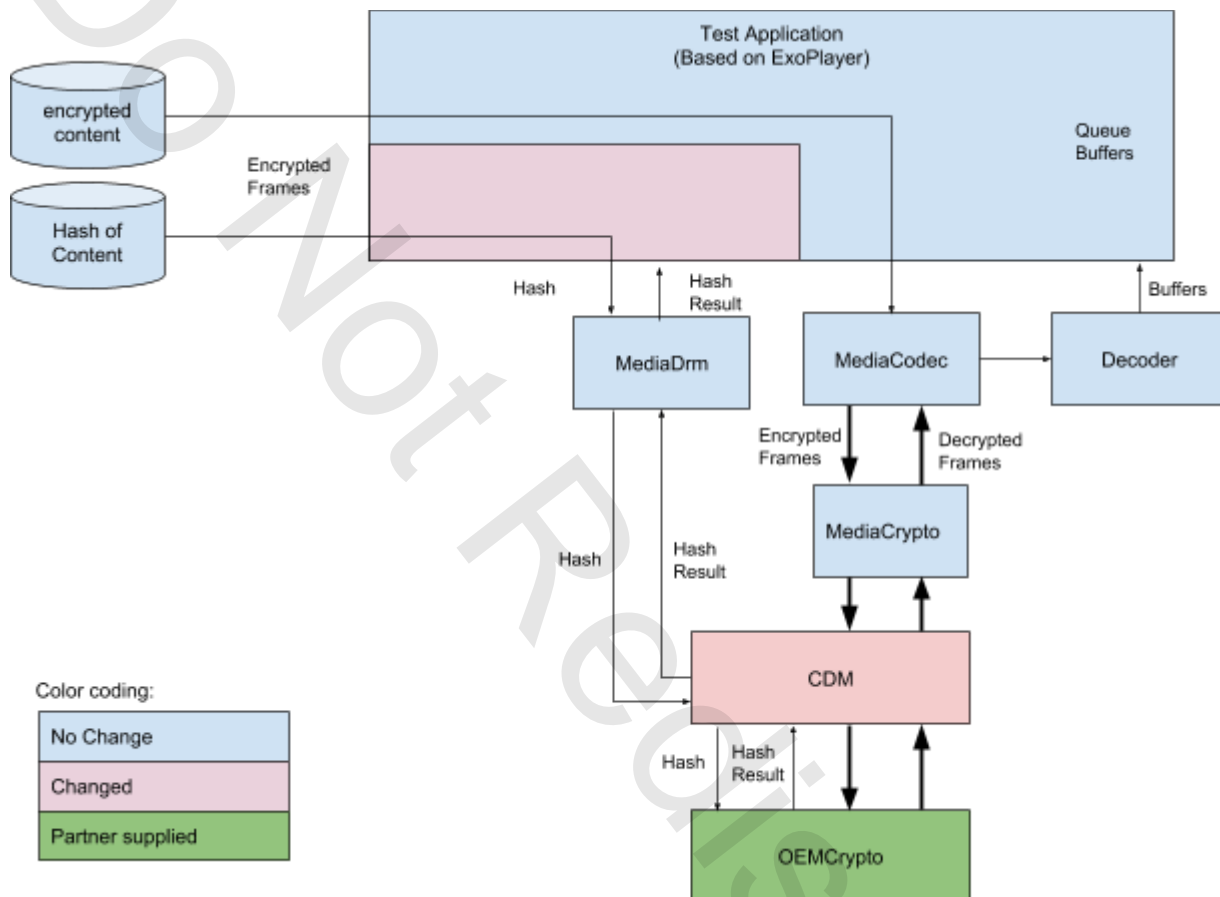 Test Application
(Based on ExoPlayer)
encrypted
content
Queue
Buffers
Encrypted
Frames
Hash of
Content
Hash
Hash
Result
Buffers
MediaDrm
MediaCodec
Decoder
Encrypted
Frames
Decrypted
Frames
MediaCrypto
Hash
Hash
Result
CDM
Color coding:
No Change
Changed
Partner supplied
Hash
Hash
Result
OEMCrypto
Do Not Redis